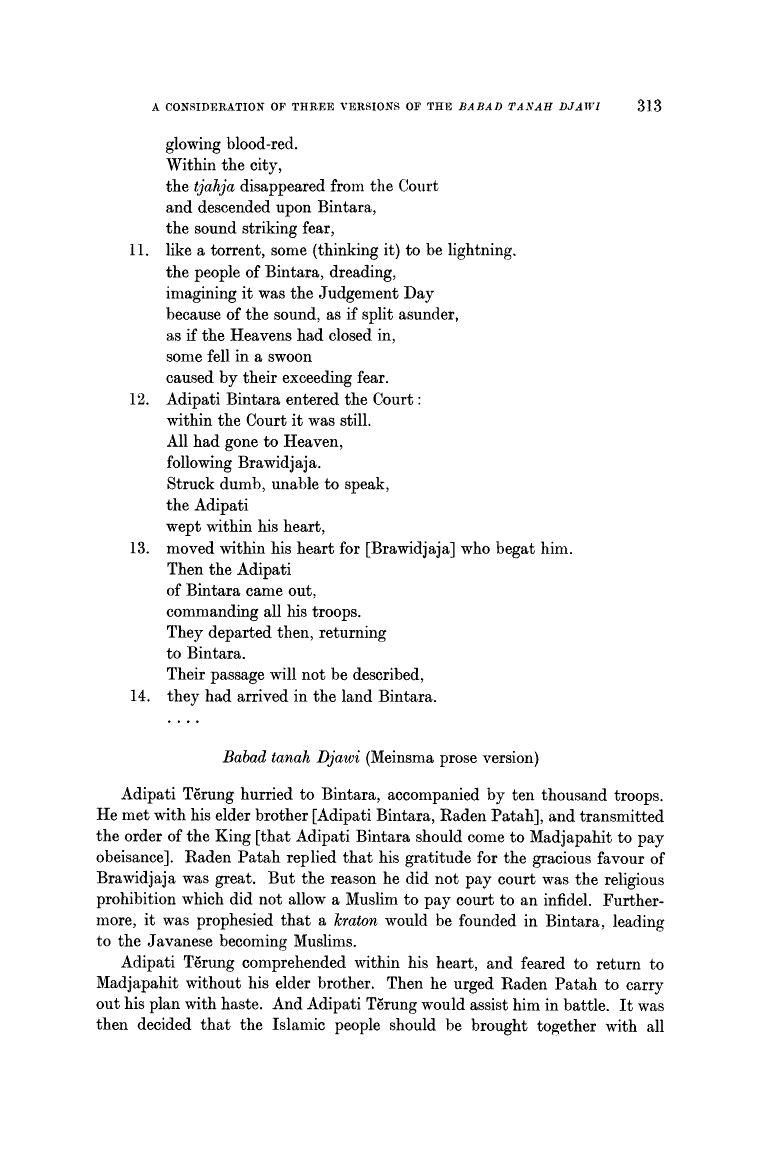 A CONSIDERATION OF THREE VERSIONS OF THE BABAD TANAH DJAWI 313
glowing blood-red.
Within the city,
the tjahja disappeared from the Court
and descended upon Bintara,
the sound striking fear,
11. like a torrent, some (thinking it) to be lightning.
the people of Bintara, dreading,
imagining it was the Judgement Day
because of the sound, as if split asunder,
as if the Heavens had closed in,
some fell in a swoon
caused by their exceeding fear.
12. Adipati Bintara entered the Court :
within the Court it was still.
All had gone to Heaven,
following Brawidjaja.
Struck dumb, unable to speak,
the Adipati
wept within his heart,
13. moved within his heart for [Brawidjaja] who begat him.
Then the Adipati
of Bintara came out,
commanding all his troops.
They departed then, returning
to Bintara.
Their passage will not be described,
14. they had arrived in the land Bintara.
. . . .
Babad tanah Djawi (Meinsma prose version)
Adipati Tĕrung hurried to Bintara, accompanied by ten thousand troops.
He met with his elder brother [Adipati Bintara, Raden Patah], and transmitted
the order of the King [that Adipati Bintara should come to Madjapahit to pay
obeisance]. Raden Patah replied that his gratitude for the gracious favour of
Brawidjaja was great. But the reason he did not pay court was the religious
prohibition which did not allow a Muslim to pay court to an infidel. Further-
more, it was prophesied that a kraton would be founded in Bintara, leading
to the Javanese becoming Muslims.
Adipati Tĕrung comprehended within his heart, and feared to return to
Madjapahit without his elder brother. Then he urged Raden Patah to carry
out his plan with haste. And Adipati Tĕrung would assist him in battle. It was
then decided that the Islamic people should be brought together with all